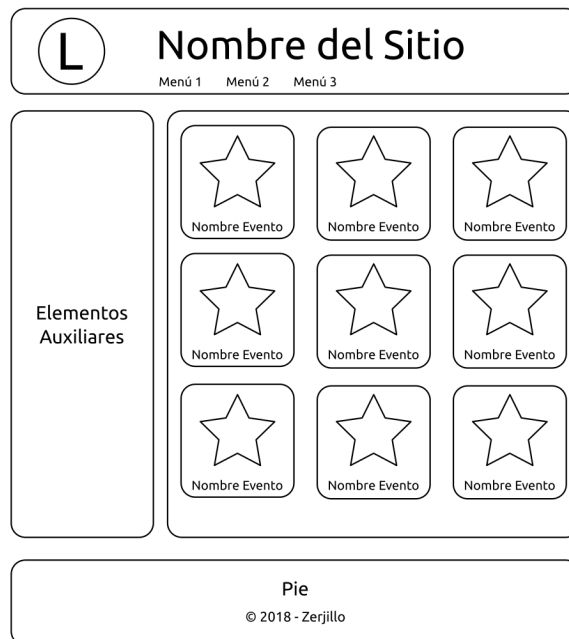 L
Nombre del Sitio
Menú 1 Menú 2 Menú 3
Elementos
Auxiliares
Nombre Evento Nombre Evento Nombre Evento
Nombre Evento Nombre Evento Nombre Evento
Nombre Evento Nombre Evento Nombre Evento
Pie
© 2018 - Zerjillo